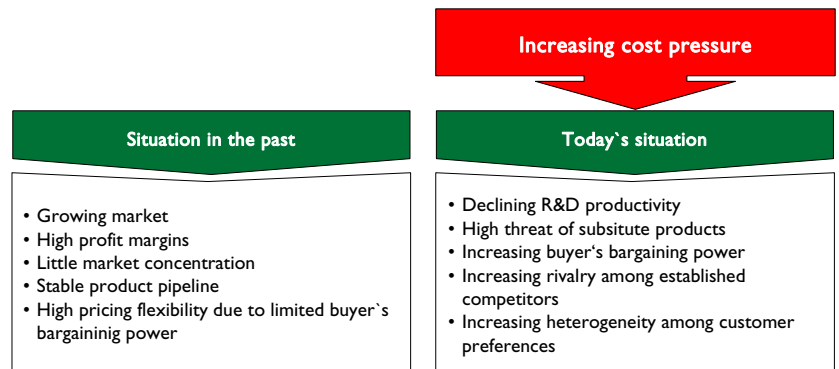 Increasing cost pressure
Situation in the past
• Growing market
• High profit margins
• Little market concentration
• Stable product pipeline
• High pricing flexibility due to limited buyer`s
bargaininig power
Today`s situation
• Declining R&D productivity
• High threat of subsitute products
• Increasing buyer‘s bargaining power
• Increasing rivalry among established
competitors
• Increasing heterogeneity among customer
preferences